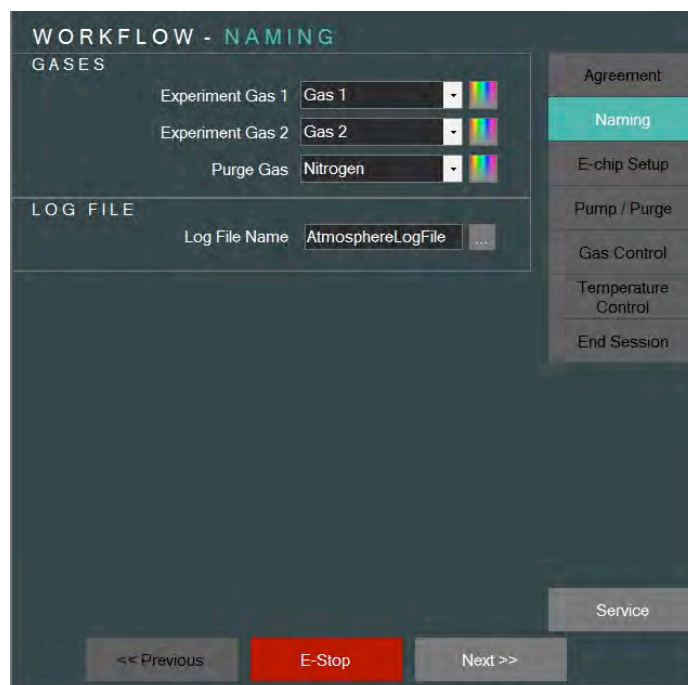 WORKFLOW - NAMING
GASES
Experiment Gas 1 Gas 1
Experiment Gas 2 Gas 2
Purge Gas Nitrogen
LOG FILE
Log File Name AtmosphereLogFile ...
Agreement
Naming
E-chip Setup
Pump / Purge
Gas Control
Temperature
Control
End Session
Service
<< Previous E-Stop Next >>